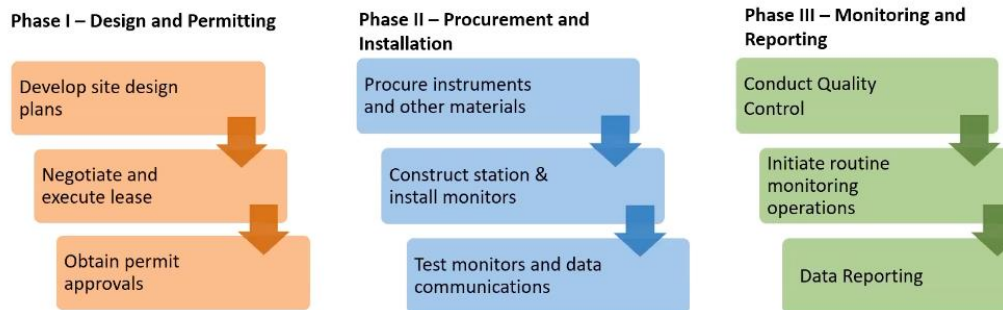 Phase I – Design and Permitting
Develop site design
plans
Negotiate and
execute lease
Obtain permit
approvals
Phase II – Procurement and
Installation
Procure instruments
and other materials
Construct station &
install monitors
Test monitors and data
communications
Phase III – Monitoring and
Reporting
Conduct Quality
Control
Initiate routine
monitoring
operations
Data Reporting